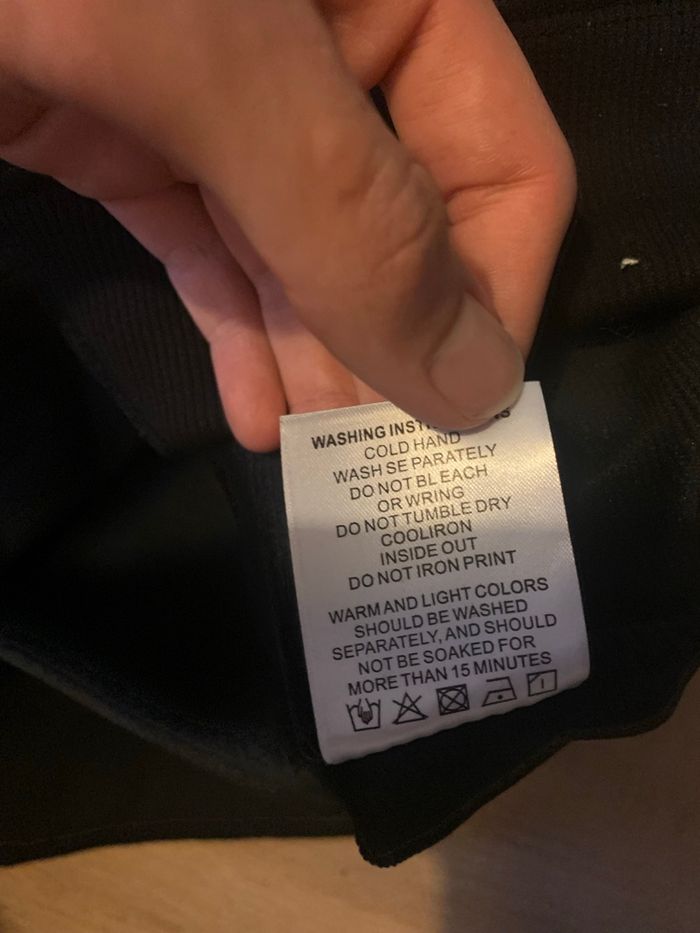 WASHING
COLD HAND
WASH SE PARATELY
DO NOT BL EACH
OR WRING
DO NOT TUMBLE DRY
COOLIRON
INSIDE OUT
DO NOT IRON PRINT
WARM AND LIGHT COLORS
SHOULD BE WASHED
SEPARATELY, AND SHOULD
NOT BE SOAKED FOR
MORE THAN 15 MINUTES